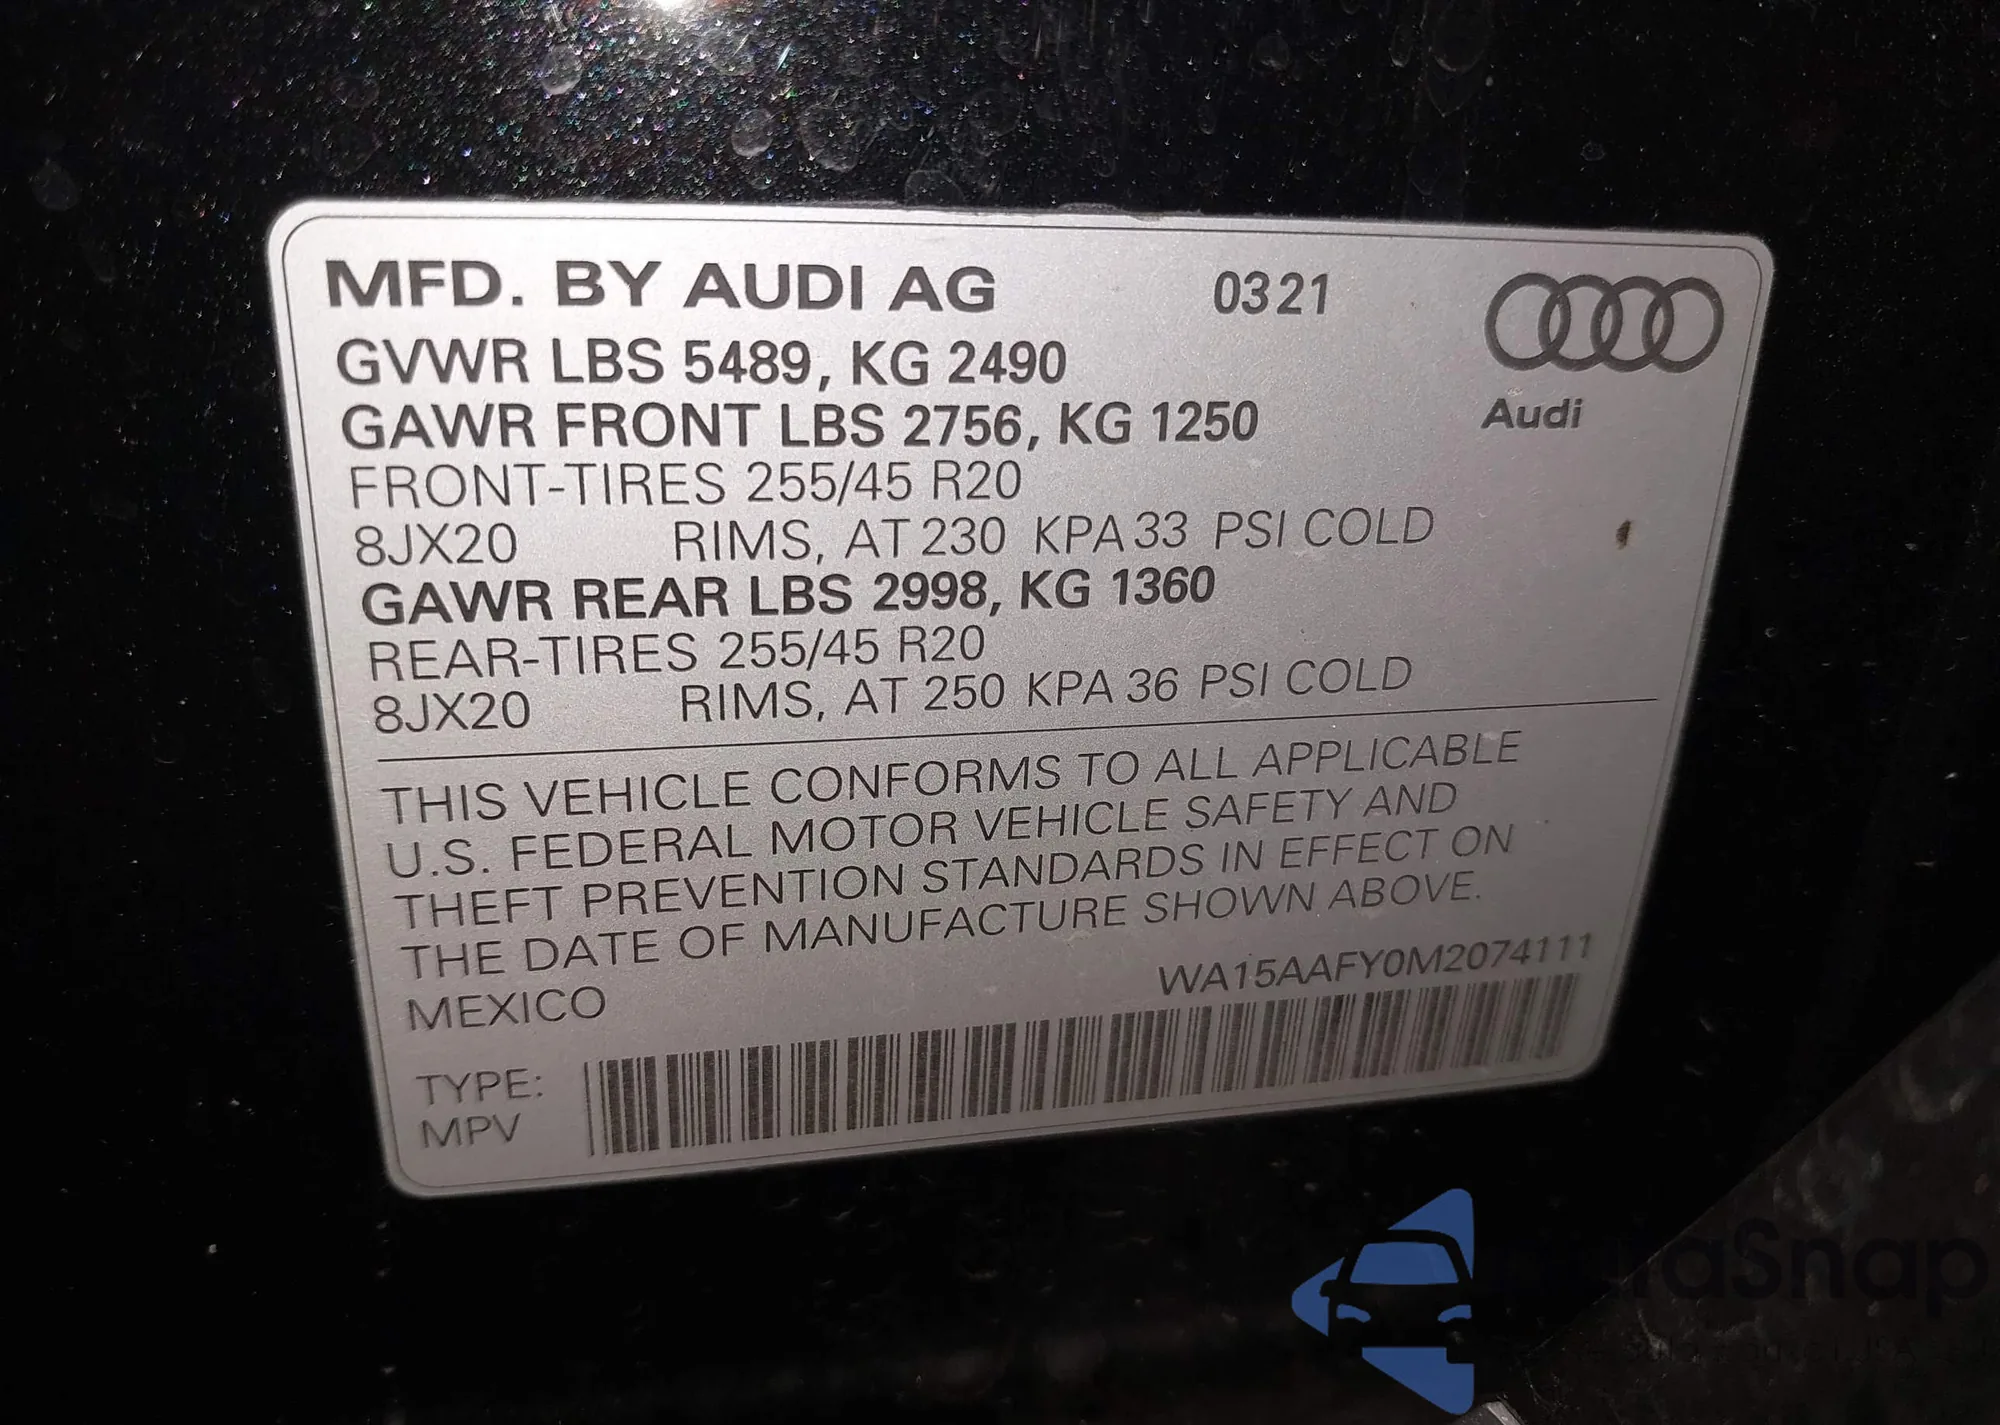 MFD. BY AUDI AG 03 21
GVWR LBS 5489, KG 2490
GAWR FRONT LBS 2756, KG 1250
Audi
FRONT-TIRES 255/45 R20
8JX20 RIMS, AT 230 KPA 33 PSI COLD
GAWR REAR LBS 2998, KG 1360
REAR-TIRES 255/45 R20
8JX20 RIMS, AT 250 KPA 36 PSI COLD
THIS VEHICLE CONFORMS TO ALL APPLICABLE
U.S. FEDERAL MOTOR VEHICLE SAFETY AND
THEFT PREVENTION STANDARDS IN EFFECT ON
THE DATE OF MANUFACTURE SHOWN ABOVE.
MEXICO WA15AAFY0M2074111
TYPE:
MPV